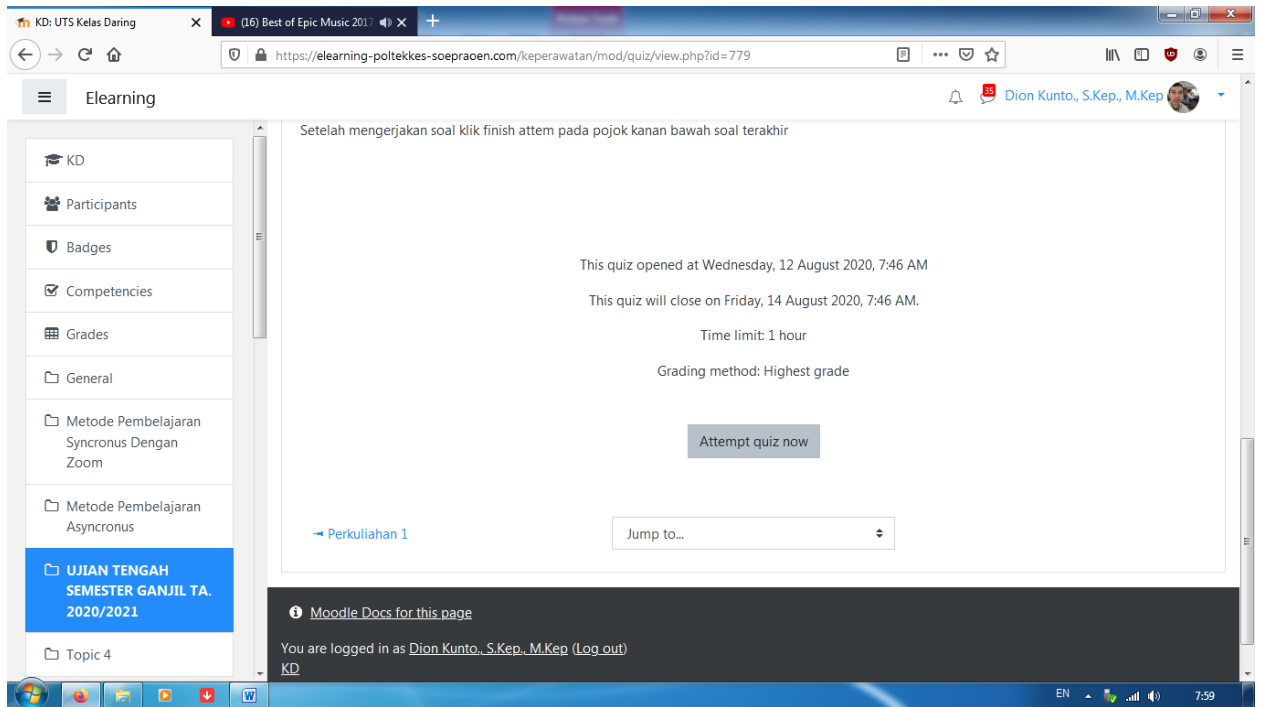 KD: UTS Kelas Daring
(16) Best of Epic Music 2017
https://elearning-poltekkes-soepraoen.com/keperawatan/mod/quiz/view.php?id=779
Elearning
35
Dion Kunto., S.Kep., M.Kep
Setelah mengerjakan soal klik finish attem pada pojok kanan bawah soal terakhir
KD
Participants
Badges
Competencies
Grades
General
Metode Pembelajaran
Syncronus Dengan
Zoom
Metode Pembelajaran
Asyncronus
UJIAN TENGAH
SEMESTER GANJIL TA.
2020/2021
Topic 4
This quiz opened at Wednesday, 12 August 2020, 7:46 AM
This quiz will close on Friday, 14 August 2020, 7:46 AM.
Time limit: 1 hour
Grading method: Highest grade
Attempt quiz now
◄ Perkuliahan 1
Jump to...
Moodle Docs for this page
You are logged in as Dion Kunto., S.Kep., M.Kep (Log out)
KD
EN
7:59